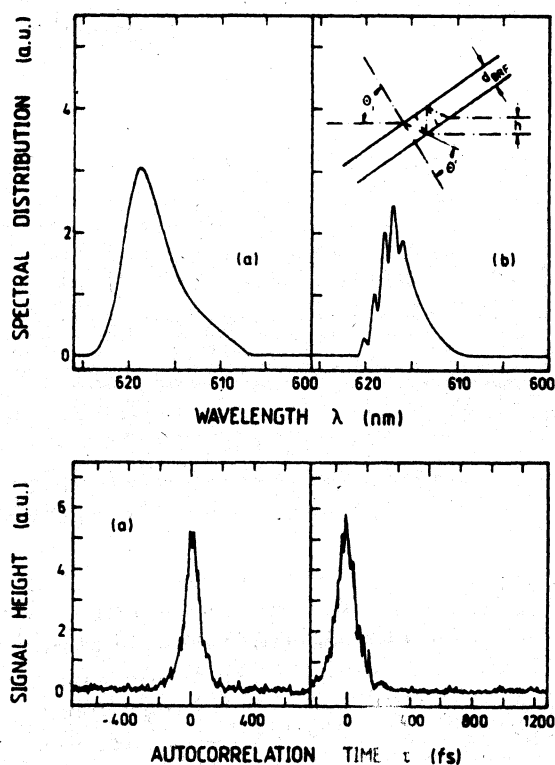 SPECTRAL DISTRIBUTION (a.u.)
4
2
0
(a)
(b)
Θ
Θ'
d_BRF
h
620 610 600 620 610 600
WAVELENGTH λ (nm)
SIGNAL HEIGHT (a.u.)
6
4
2
0
(a)
-400 0 400 0 400 800 1200
AUTOCORRELATION TIME τ (fs)